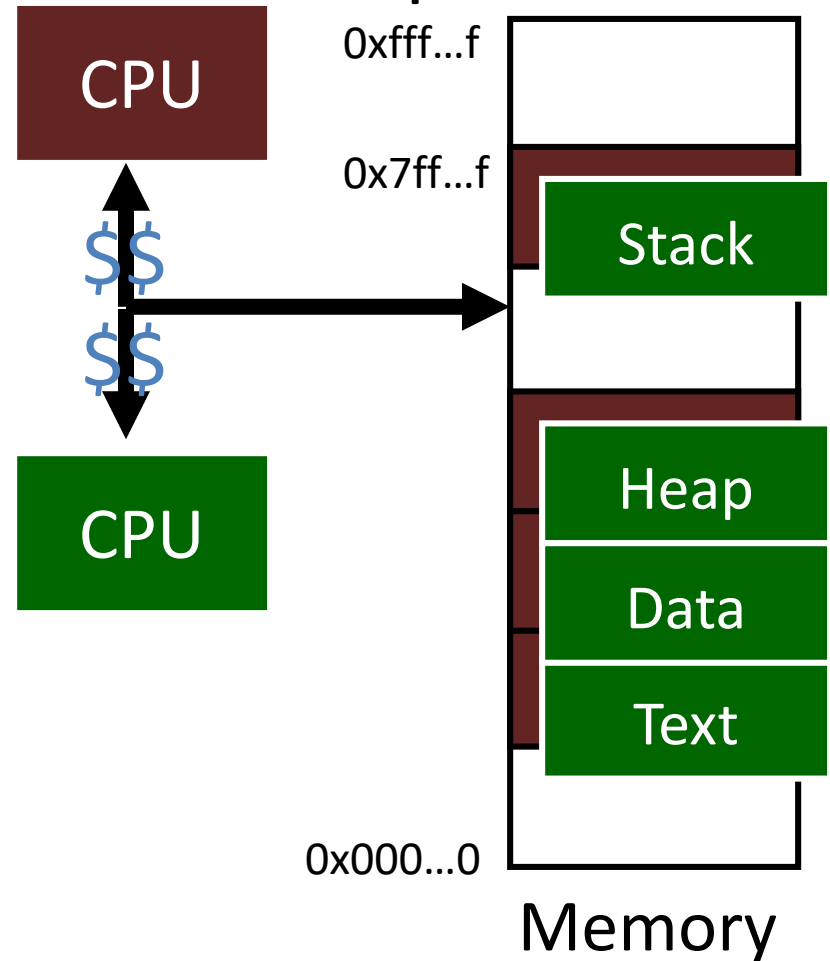 CPU
0xfff...f
0x7ff...f
Stack
$$
$$
Heap
CPU
Data
Text
0x000...0
Memory